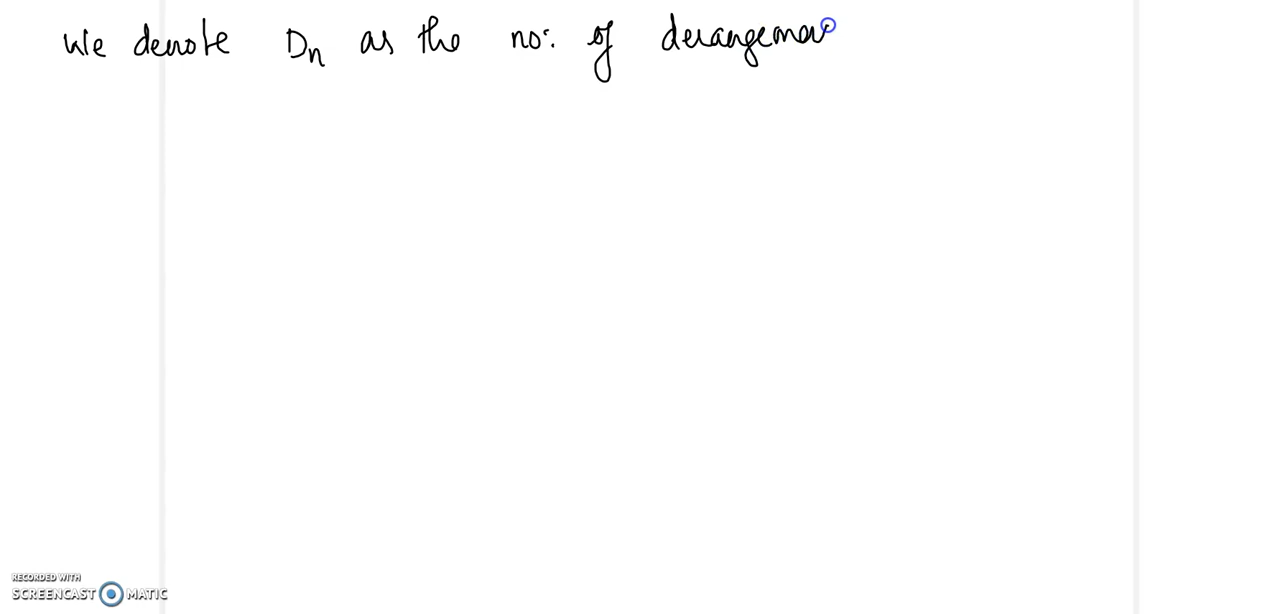 We denote Dn as the no: of derangemen
RECORDED WITH
SCREENCAST MATIC